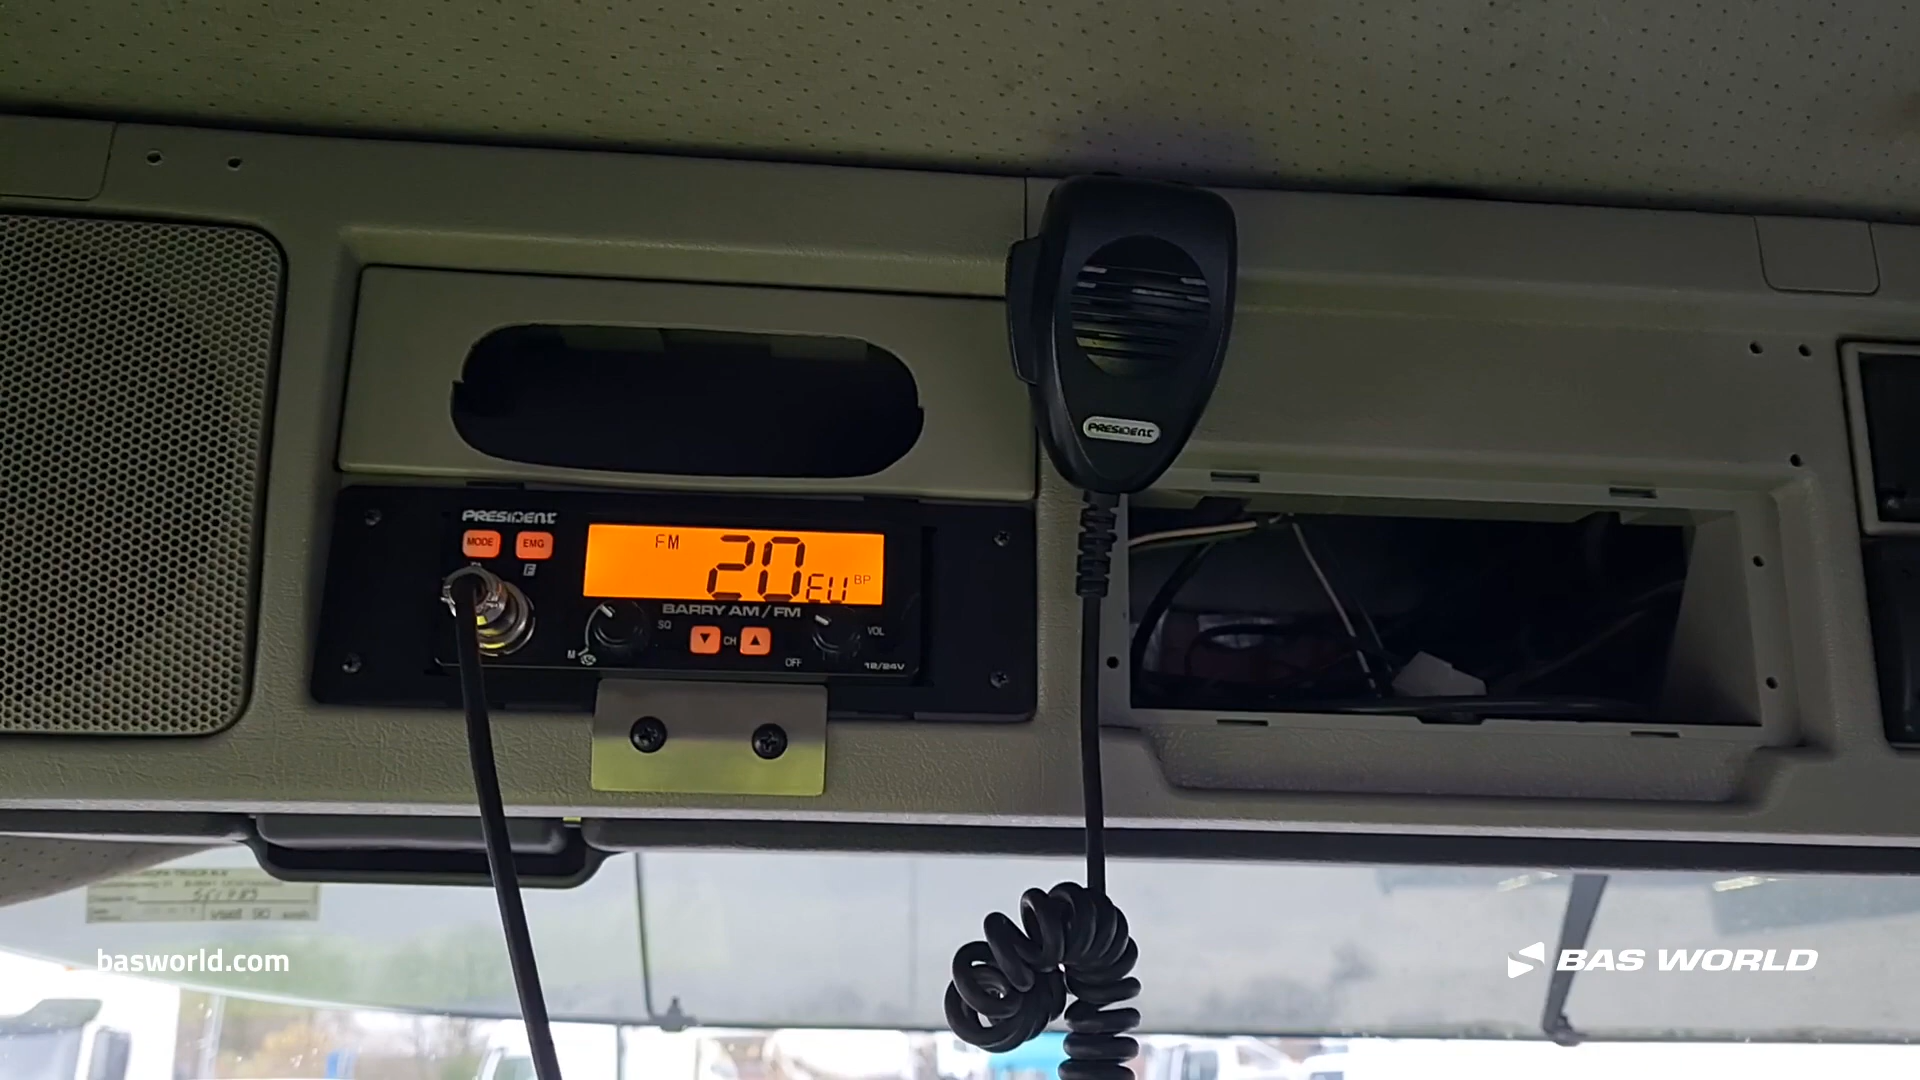 PRESIDENT
PRESIDENT
MODE
EMG
F
FM
20 EU BP
BARRY AM/FM
SQ
CH
VOL
M
OFF
12/24V
basworld.com
BAS WORLD